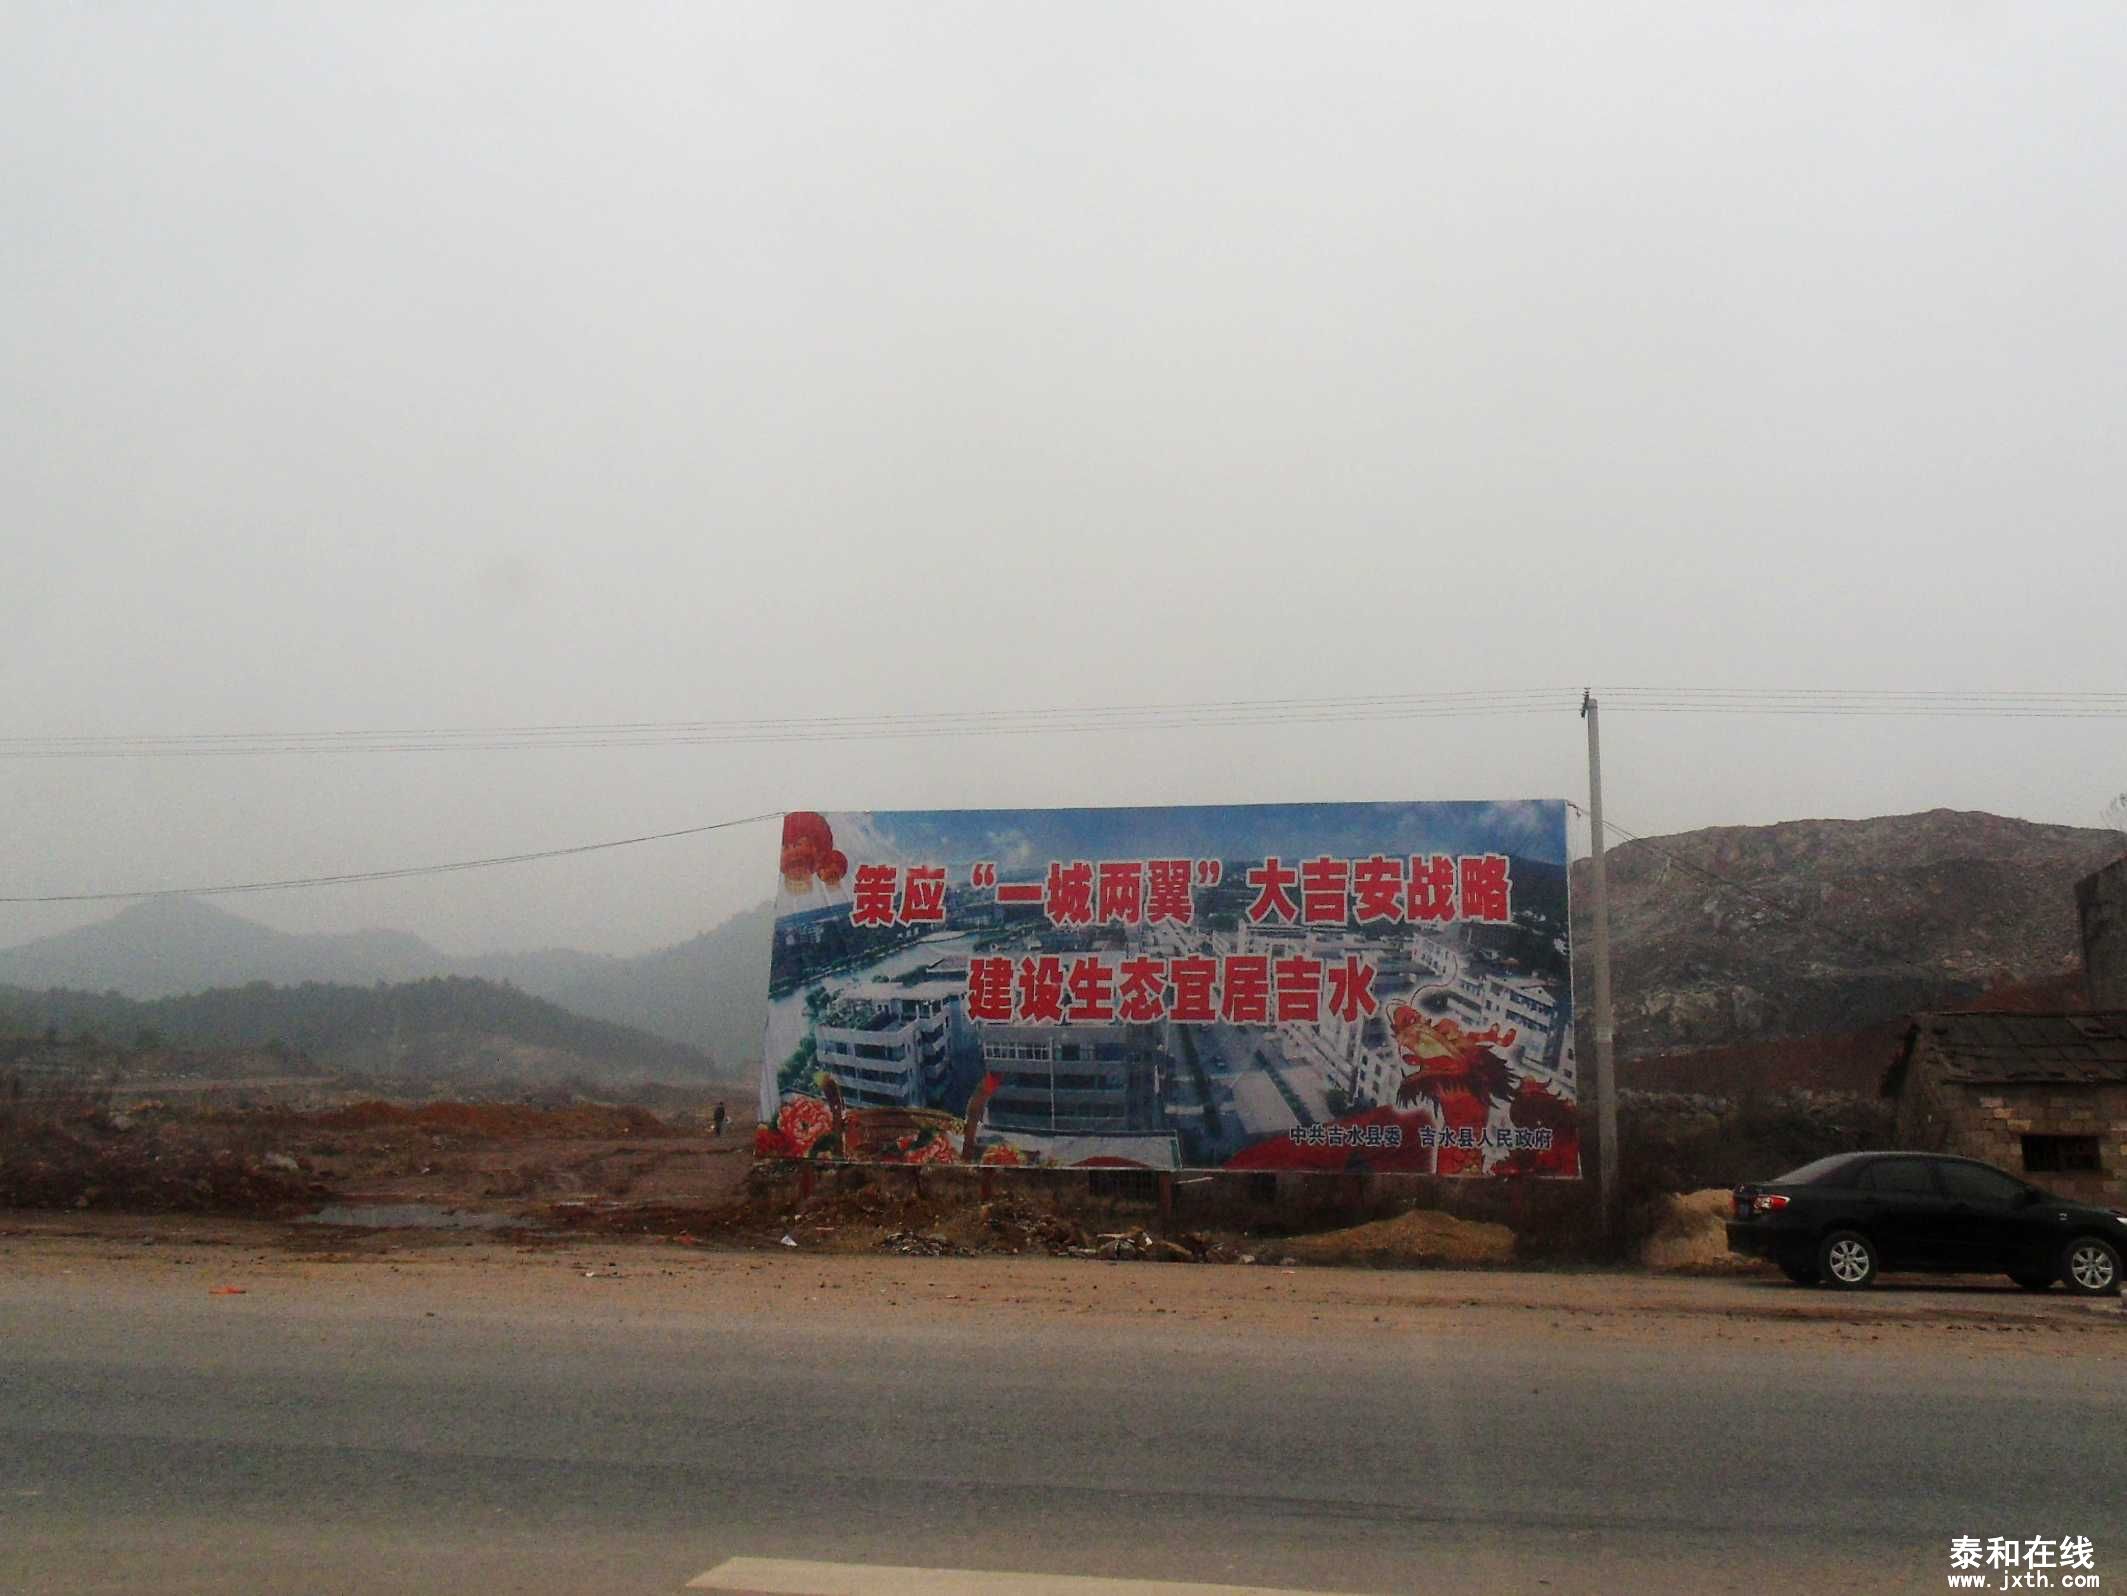 策应“一城两翼”大吉安战略
建设生态宜居吉水
中共吉水县委 吉水县人民政府
泰和在线
www.jxth.com